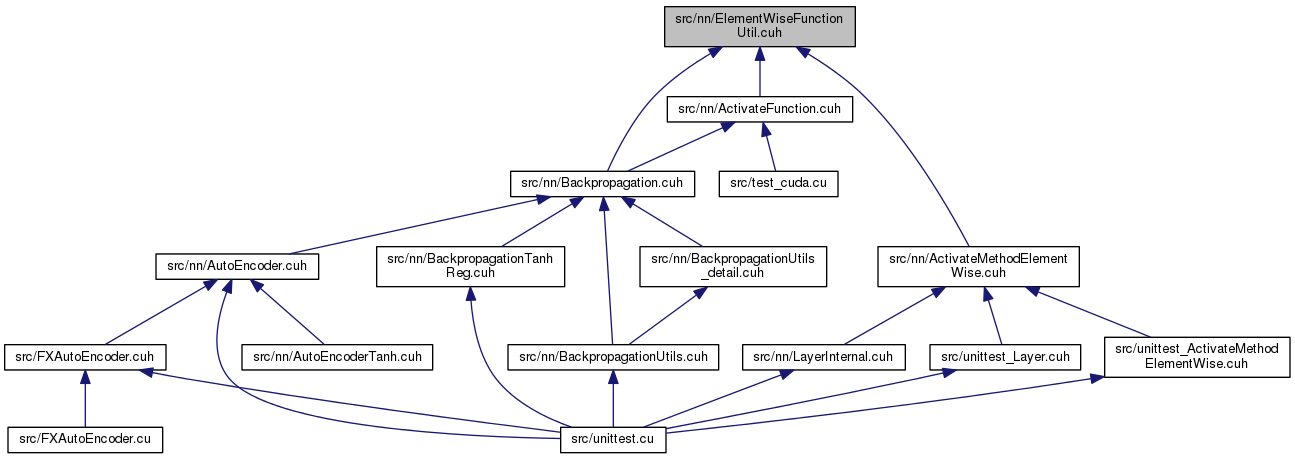 src/nn/ElementWiseFunction
Util.cuh
src/nn/ActivateFunction.cuh
src/nn/Backpropagation.cuh
src/test_cuda.cu
src/nn/AutoEncoder.cuh
src/nn/BackpropagationTanh
Reg.cuh
src/nn/BackpropagationUtils
_detail.cuh
src/nn/ActivateMethodElement
Wise.cuh
src/FXAutoEncoder.cuh
src/nn/AutoEncoderTanh.cuh
src/nn/BackpropagationUtils.cuh
src/nn/LayerInternal.cuh
src/unittest_Layer.cuh
src/unittest_ActivateMethod
ElementWise.cuh
src/FXAutoEncoder.cu
src/unittest.cu